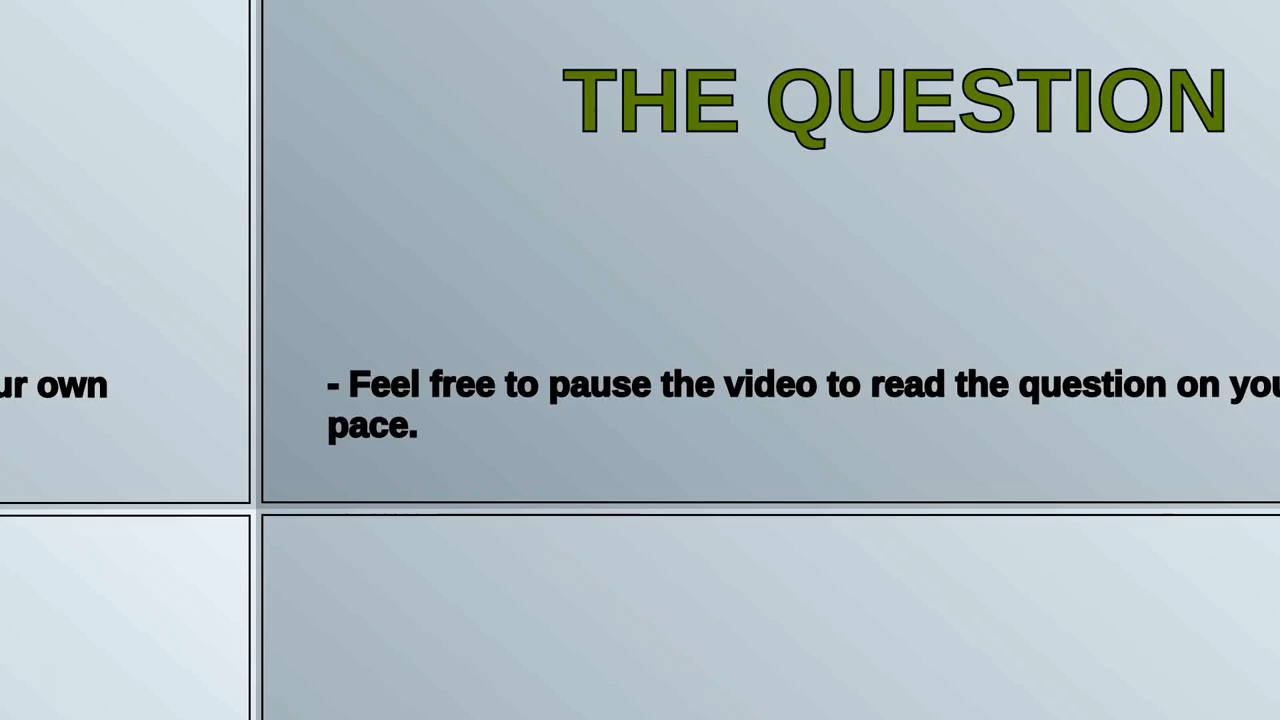 THE QUESTION
ur own
- Feel free to pause the video to read the question on you
pace.